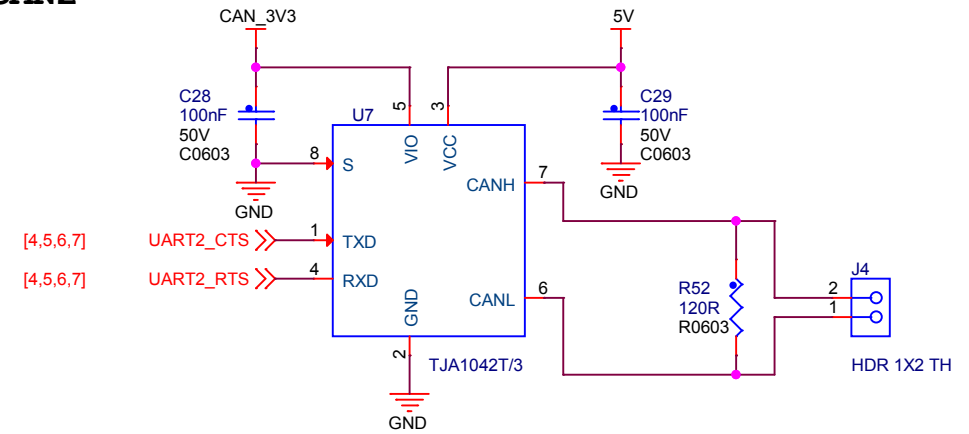 CAN_3V3
5V
C28
100nF
50V
C0603
C29
100nF
50V
C0603
U7
5
3
VIO
VCC
8
S
GND
GND
CANH
7
[4,5,6,7]
UART2_CTS
1
TXD
[4,5,6,7]
UART2_RTS
4
RXD
GND
CANL
6
R52
120R
R0603
J4
2
1
2
TJA1042T/3
HDR 1X2 TH
GND